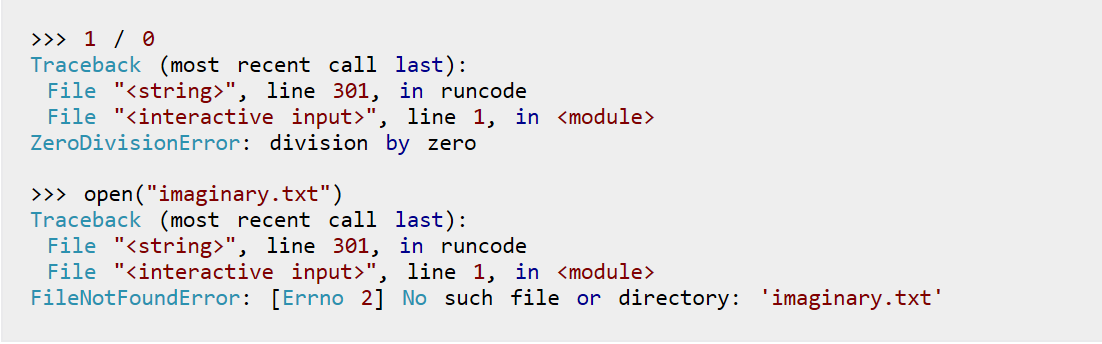 >>> 1 / 0
Traceback (most recent call last):
File "<string>", line 301, in runcode
File "<interactive input>", line 1, in <module>
ZeroDivisionError: division by zero
>>> open("imaginary.txt")
Traceback (most recent call last):
File "<string>", line 301, in runcode
File "<interactive input>", line 1, in <module>
FileNotFoundError: [Errno 2] No such file or directory: 'imaginary.txt'